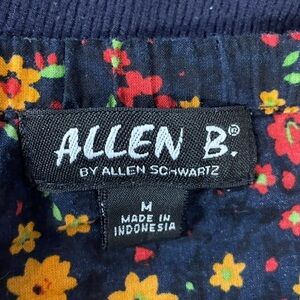 ALLEN B.®
BY ALLEN SCHWARTZ
M
MADE IN
INDONESIA